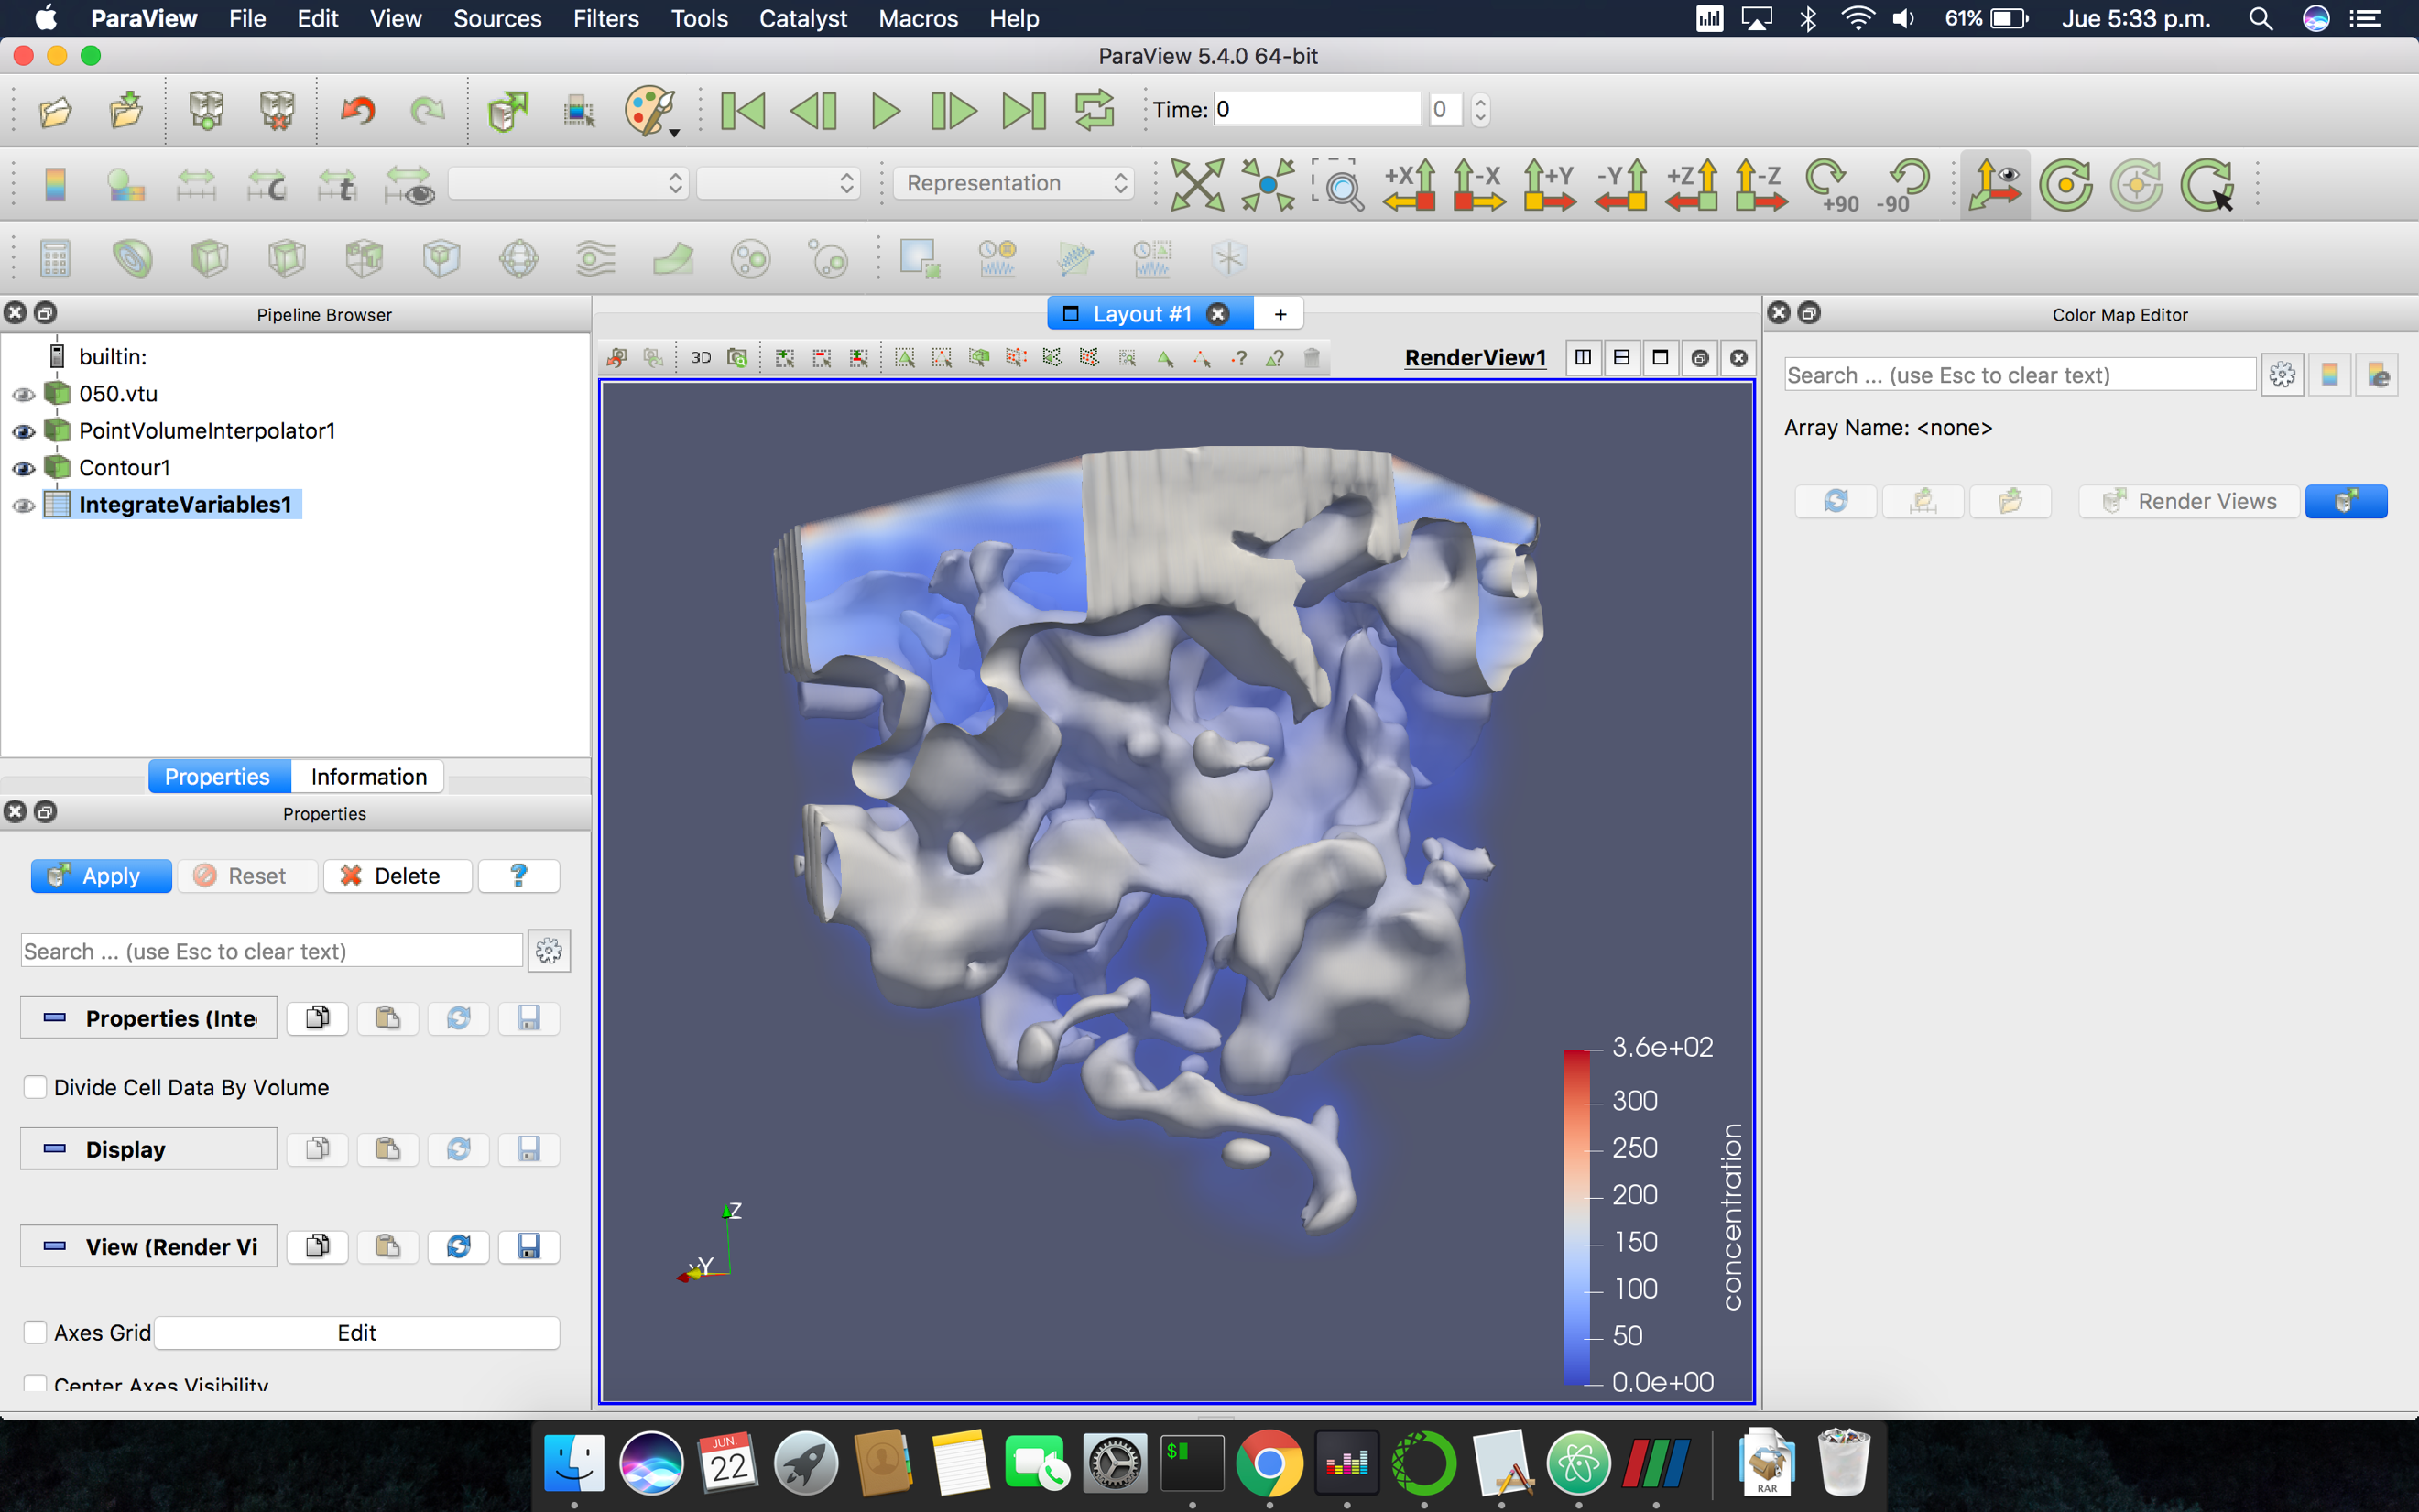 ParaView File Edit View Sources Filters Tools Catalyst Macros Help 61% Jue 5:33 p.m.
ParaView 5.4.0 64-bit
Time: 0 0
C t Representation +X -X +Y -Y +Z -Z +90 -90
Pipeline Browser
builtin:
050.vtu
PointVolumeInterpolator1
Contour1
IntegrateVariables1
Properties Information
Properties
Apply Reset Delete ?
Search ... (use Esc to clear text)
Properties (Inte
Divide Cell Data By Volume
Display
View (Render Vi
Axes Grid Edit
Center Axes Visibility
Layout #1 +
3D ? ? RenderView1
Z
Y
3.6e+02
300
250
200
150
100
50
0.0e+00
concentration
Color Map Editor
Search ... (use Esc to clear text) e
Array Name: <none>
Render Views
JUN.
22
$
RAR